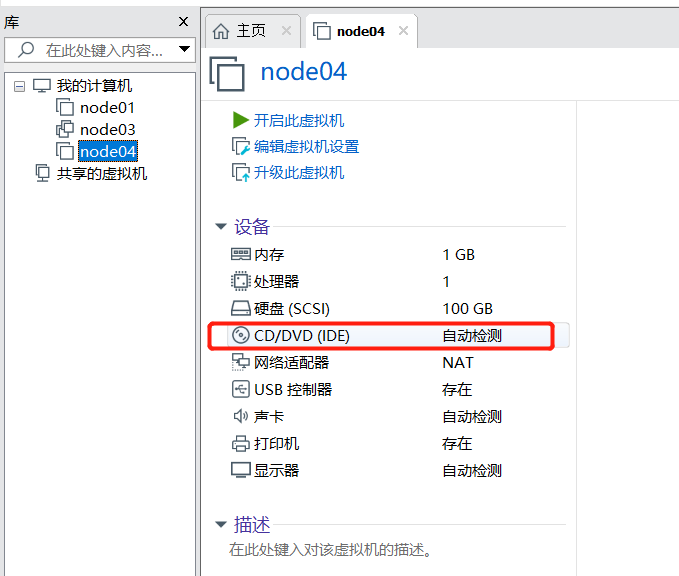 库
在此处键入内容...
我的计算机
node01
node03
node04
共享的虚拟机
主页
node04
node04
开启此虚拟机
编辑虚拟机设置
升级此虚拟机
设备
内存 1 GB
处理器 1
硬盘 (SCSI) 100 GB
CD/DVD (IDE) 自动检测
网络适配器 NAT
USB 控制器 存在
声卡 自动检测
打印机 存在
显示器 自动检测
描述
在此处键入对该虚拟机的描述。